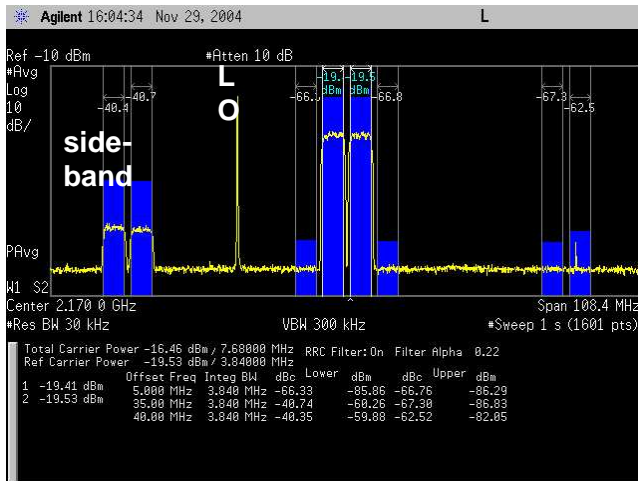 Agilent 16:04:34 Nov 29, 2004 L
Ref -10 dBm #Atten 10 dB
#Avg
Log
10
dB/
-40.4 -40.7 -66. -19. -19.5 -66.8 -67.3 -62.5
dBm dBm
L
O
side-
band
PAvg
W1 S2
Center 2.170 0 GHz Span 108.4 MHz
#Res BW 30 kHz VBW 300 kHz #Sweep 1 s (1601 pts)
Total Carrier Power -16.46 dBm/ 7.68000 MHz RRC Filter: On Filter Alpha 0.22
Ref Carrier Power -19.53 dBm/ 3.84000 MHz
Lower Upper
Offset Freq Integ BW dBc dBm dBc dBm
1 -19.41 dBm 5.000 MHz 3.840 MHz -66.33 -85.86 -66.76 -86.29
2 -19.53 dBm 35.00 MHz 3.840 MHz -40.74 -60.26 -67.30 -86.83
40.00 MHz 3.840 MHz -40.35 -59.88 -62.52 -82.05